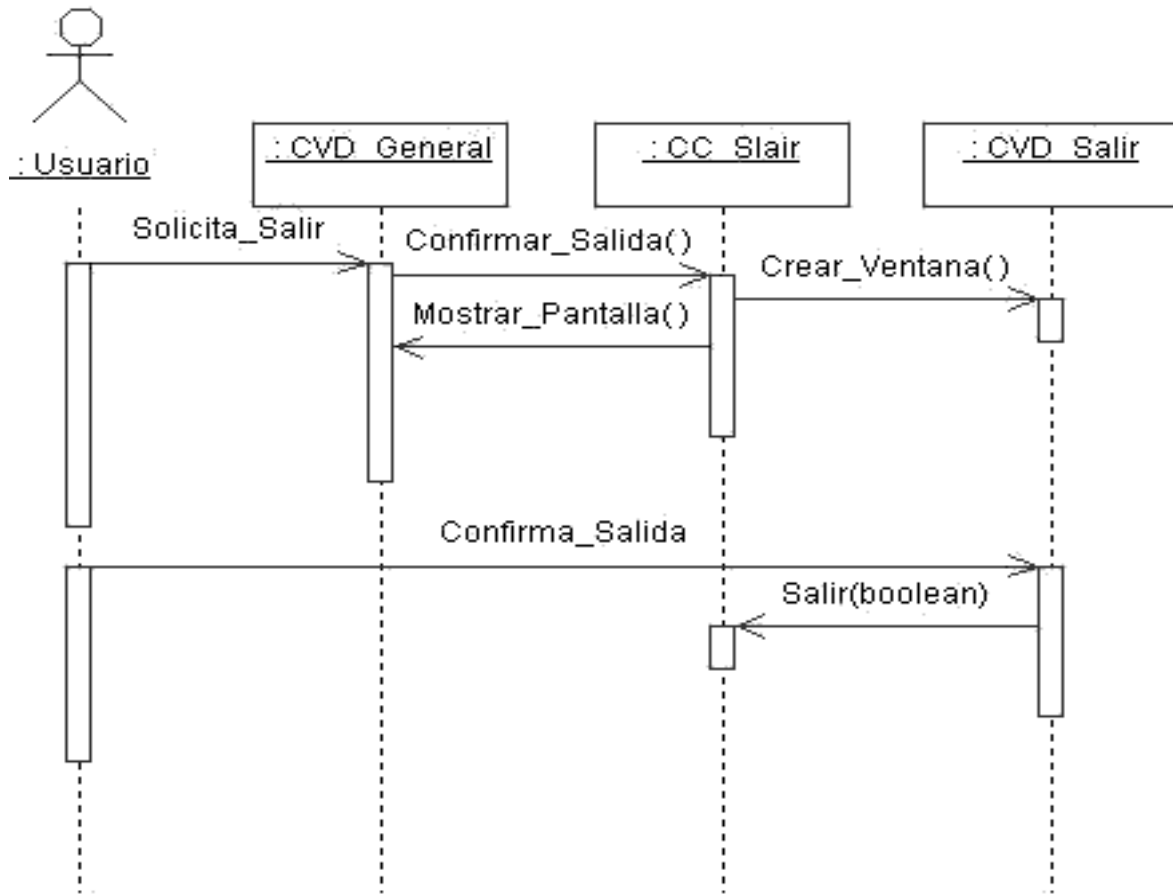 : Usuario
: CVD_General
: CC_Slair
: CVD_Salir
Solicita_Salir
Confirmar_Salida()
Crear_Ventana()
Mostrar_Pantalla()
Confirma_Salida
Salir(boolean)